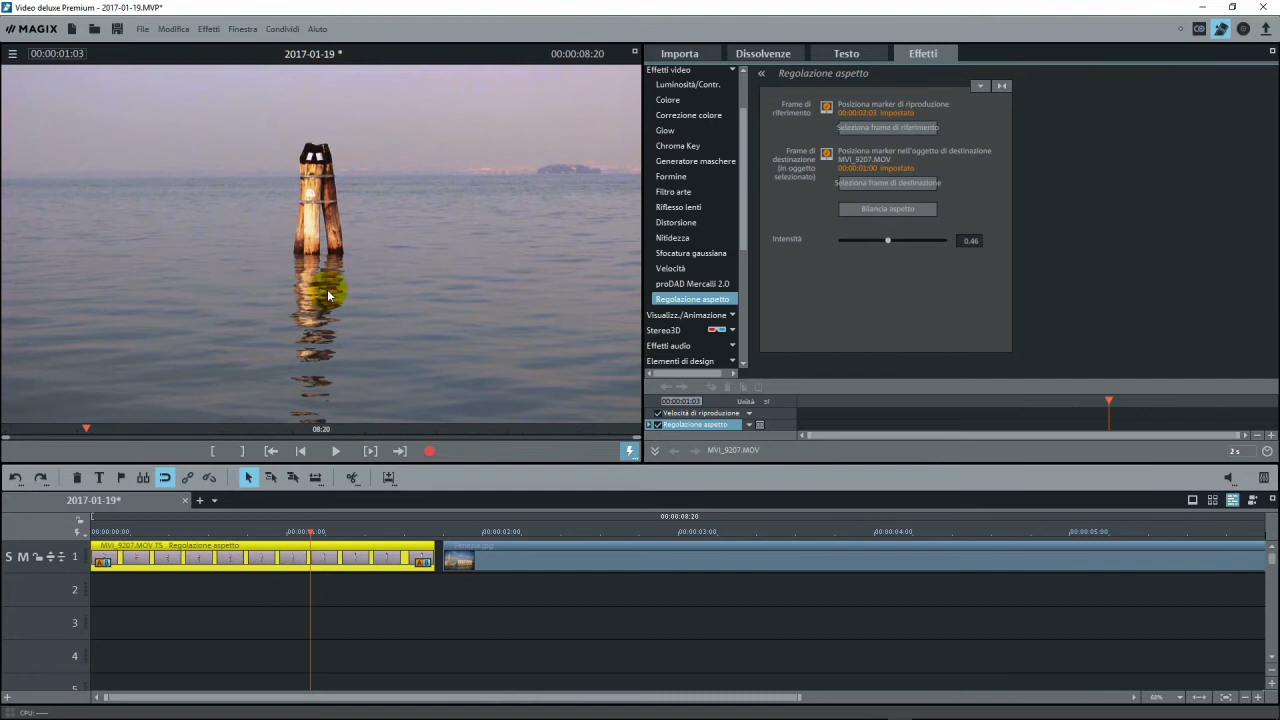 Video deluxe Premium - 2017-01-19.MVP*
MAGIX File Modifica Effetti Finestra Condividi Aiuto
00:00:01:03 2017-01-19 * 00:00:08:20
Importa Dissolvenze Testo Effetti
Effetti video
Luminosità/Contr.
Colore
Correzione colore
Glow
Chroma Key
Generatore maschere
Formine
Filtro arte
Riflesso lenti
Distorsione
Nitidezza
Sfocatura gaussiana
Velocità
proDAD Mercalli 2.0
Regolazione aspetto
Visualizz./Animazione
Stereo3D
Effetti audio
Elementi di design
Regolazione aspetto
Frame di
riferimento
Posiziona marker di riproduzione
00:00:02:03 Impostato
Seleziona frame di riferimento
Frame di
destinazione
(in oggetto
selezionato)
Posiziona marker nell'oggetto di destinazione
MVI_9207.MOV
00:00:01:00 Impostato
Seleziona frame di destinazione
Bilancia aspetto
Intensità 0.46
00:00:01:03 Unità
Velocità di riproduzione
Regolazione aspetto
08:20
MVI_9207.MOV 2 s
2017-01-19*
00:00:08:20
00:00:00:00 00:00:02:00 00:00:03:00 00:00:04:00 00:00:05:00
S M 1
MVI_9207.MOV TS Regolazione aspetto
2
3
4
68%
CPU: ----